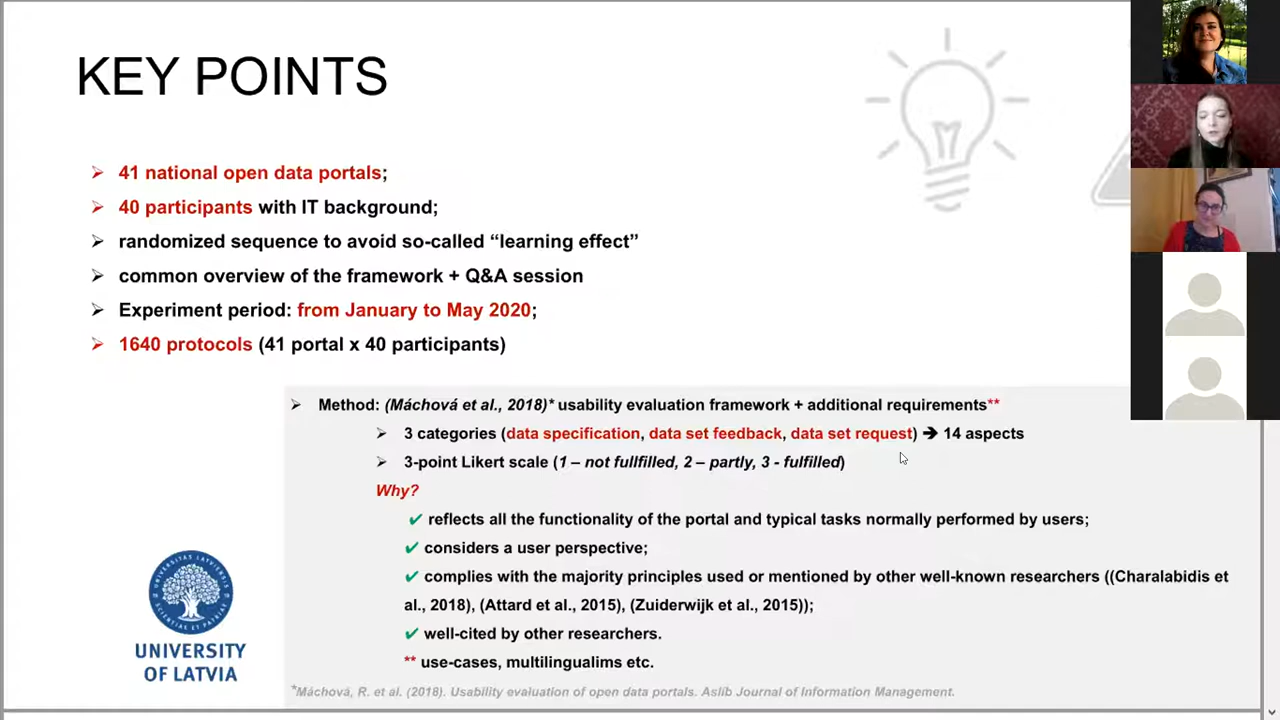 KEY POINTS
➢ 41 national open data portals;
➢ 40 participants with IT background;
➢ randomized sequence to avoid so-called “learning effect”
➢ common overview of the framework + Q&A session
➢ Experiment period: from January to May 2020;
➢ 1640 protocols (41 portal x 40 participants)
➢ Method: (Máchová et al., 2018)* usability evaluation framework + additional requirements**
➢ 3 categories (data specification, data set feedback, data set request) ➔ 14 aspects
➢ 3-point Likert scale (1 – not fullfilled, 2 – partly, 3 - fulfilled)
Why?
✔ reflects all the functionality of the portal and typical tasks normally performed by users;
✔ considers a user perspective;
✔ complies with the majority principles used or mentioned by other well-known researchers ((Charalabidis et
al., 2018), (Attard et al., 2015), (Zuiderwijk et al., 2015));
✔ well-cited by other researchers.
** use-cases, multilingualims etc.
*Máchová, R. et al. (2018). Usability evaluation of open data portals. Aslib Journal of Information Management.
UNIVERSITY
OF LATVIA